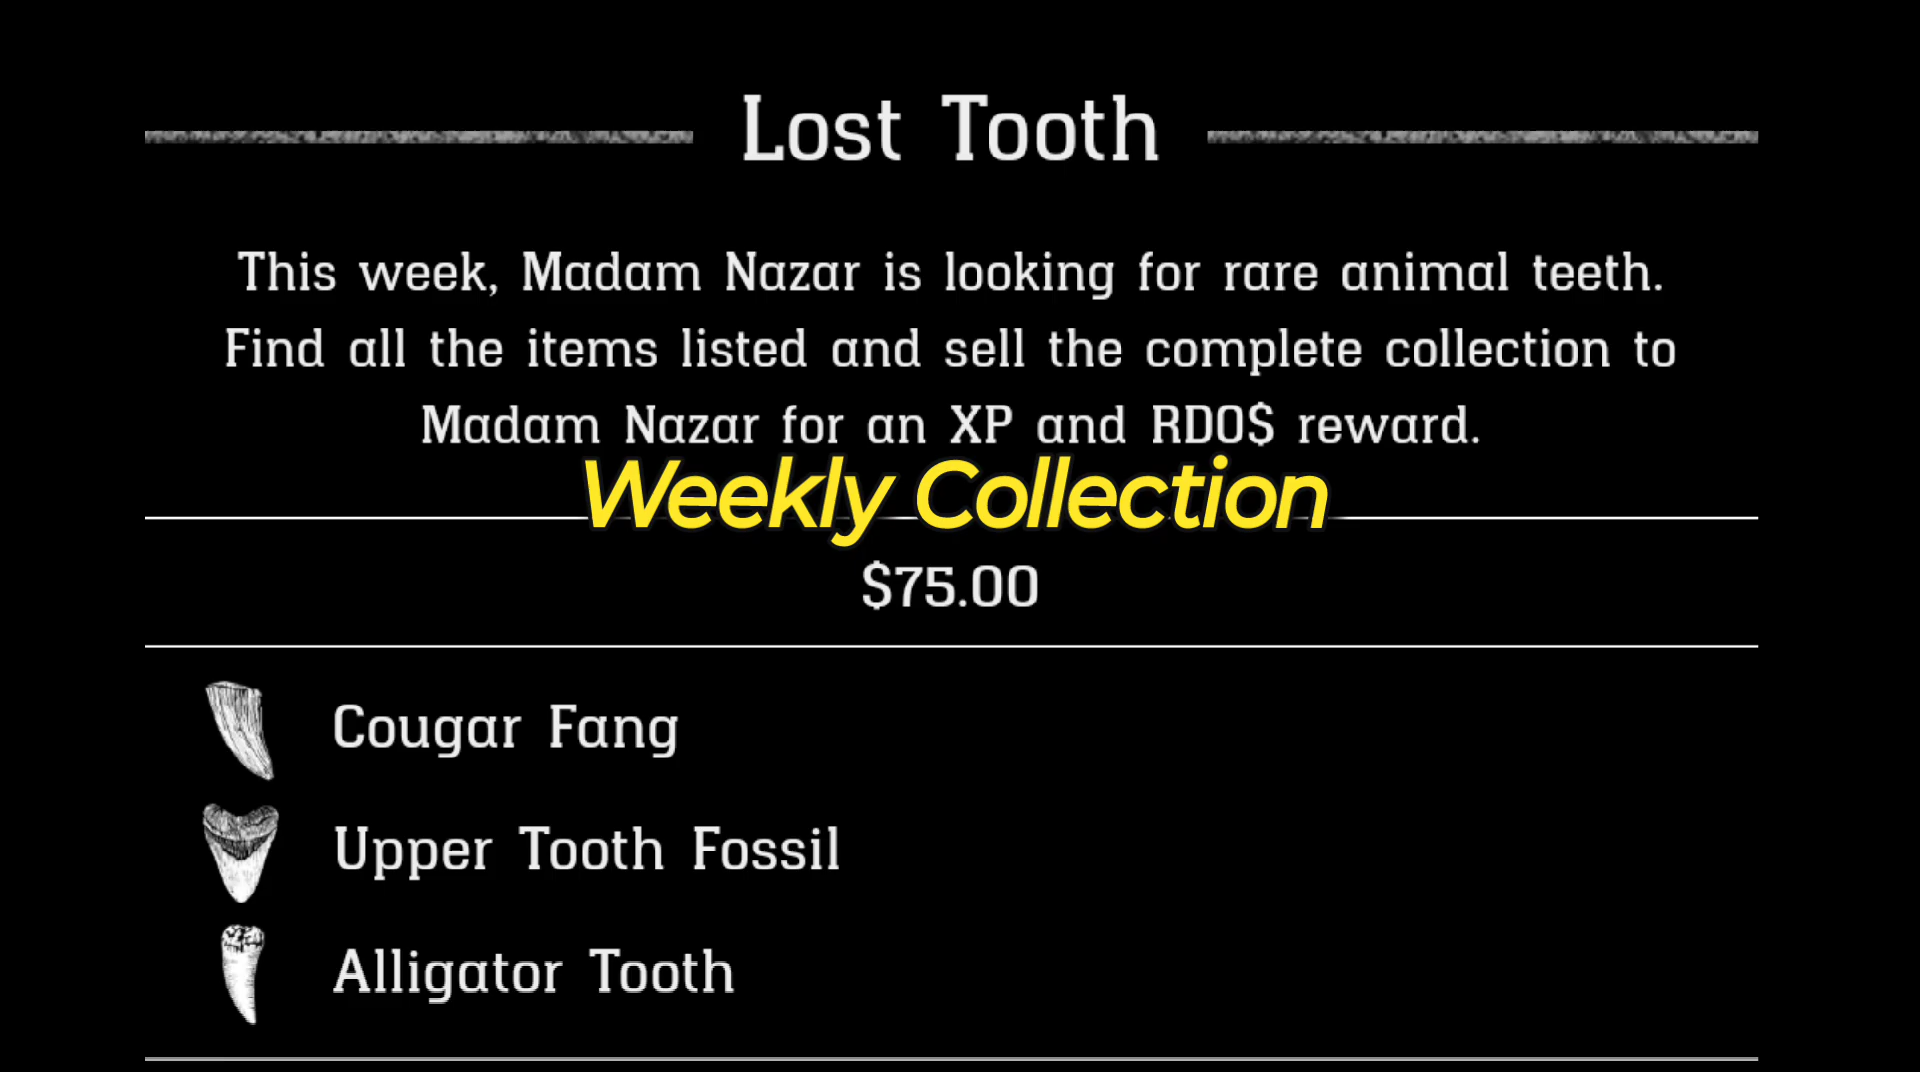 Lost Tooth
This week, Madam Nazar is looking for rare animal teeth.
Find all the items listed and sell the complete collection to
Madam Nazar for an XP and RDO$ reward.
Weekly Collection
$75.00
Cougar Fang
Upper Tooth Fossil
Alligator Tooth